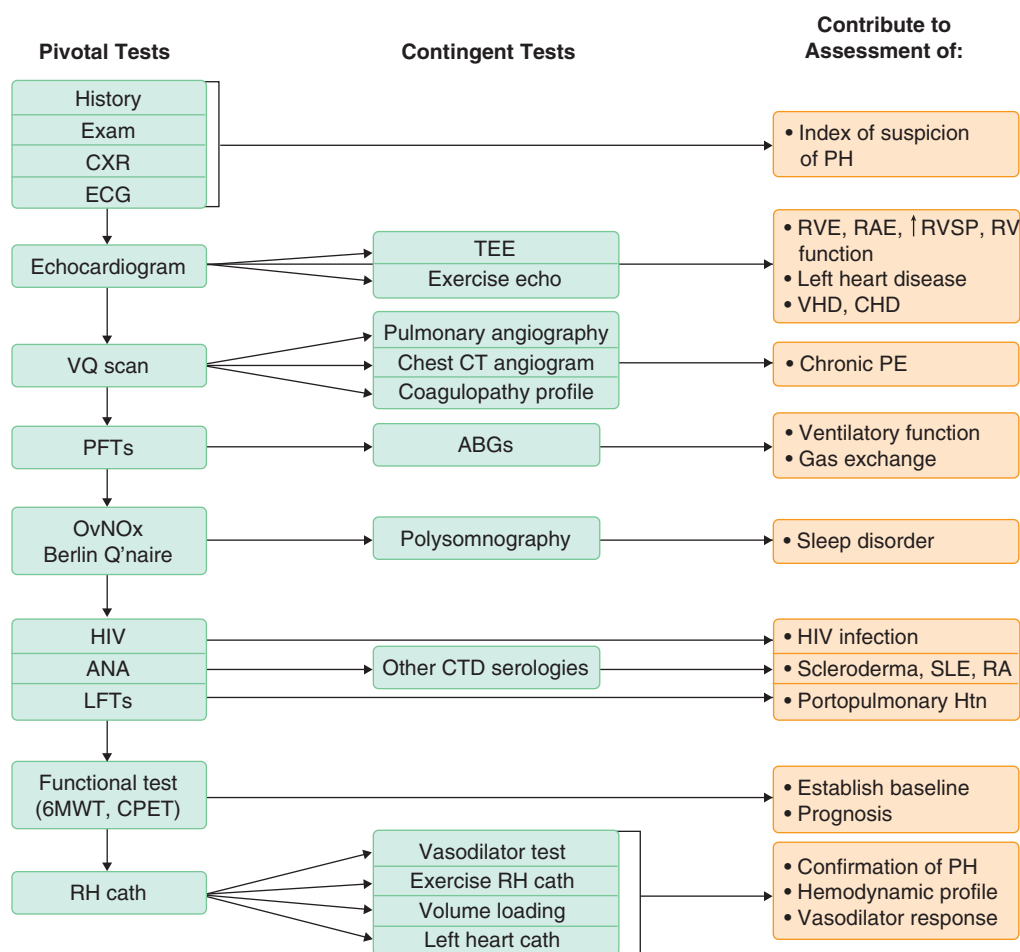 Pivotal Tests
Contingent Tests
Contribute to
Assessment of:
History
Exam
CXR
ECG
• Index of suspicion
of PH
Echocardiogram
TEE
Exercise echo
• RVE, RAE, ↑RVSP, RV
function
• Left heart disease
• VHD, CHD
VQ scan
Pulmonary angiography
Chest CT angiogram
Coagulopathy profile
• Chronic PE
PFTs
ABGs
• Ventilatory function
• Gas exchange
OvNOx
Berlin Q'naire
Polysomnography
• Sleep disorder
HIV
• HIV infection
ANA
Other CTD serologies
• Scleroderma, SLE, RA
LFTs
• Portopulmonary Htn
Functional test
(6MWT, CPET)
• Establish baseline
• Prognosis
RH cath
Vasodilator test
Exercise RH cath
Volume loading
Left heart cath
• Confirmation of PH
• Hemodynamic profile
• Vasodilator response